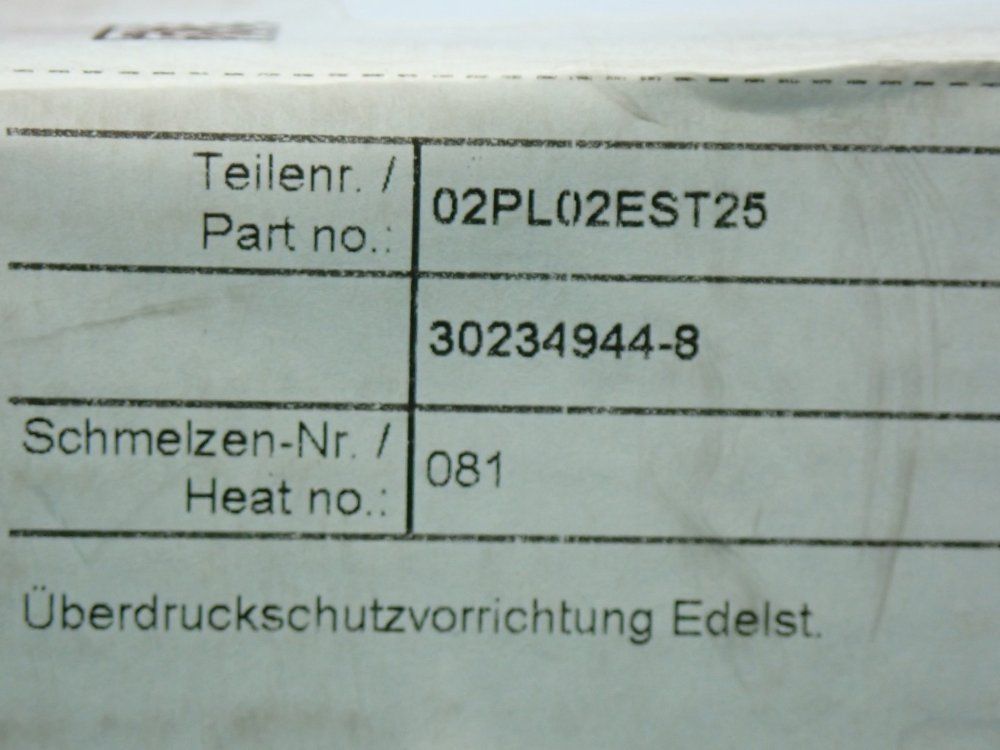 Teilenr. /
Part no.:
02PL02EST25
30234944-8
Schmelzen-Nr. /
Heat no.:
081
Überdruckschutzvorrichtung Edelst.